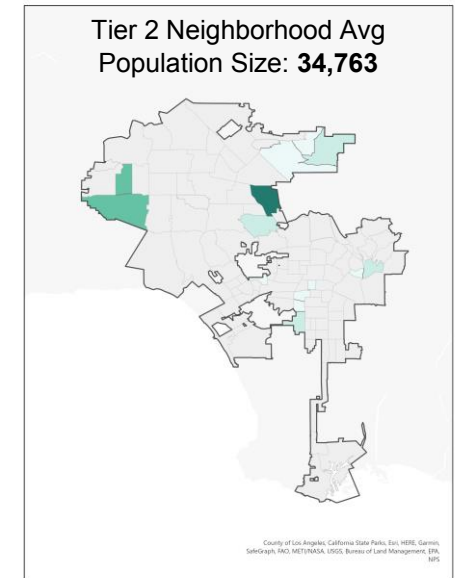 Tier 2 Neighborhood Avg
Population Size: 34,763
County of Los Angeles, California State Parks, Esri, HERE, Garmin,
SafeGraph, FAO, METI/NASA, USGS, Bureau of Land Management, EPA,
NPS